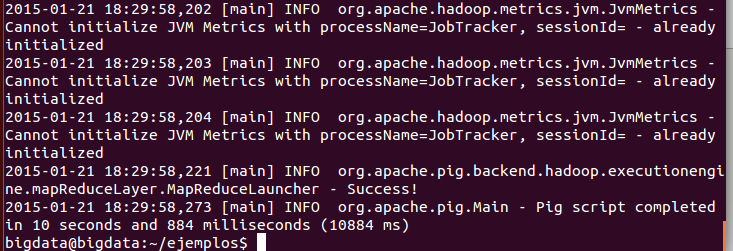 2015-01-21 18:29:58,202 [main] INFO  org.apache.hadoop.metrics.jvm.JvmMetrics -
Cannot initialize JVM Metrics with processName=JobTracker, sessionId= - already
initialized
2015-01-21 18:29:58,203 [main] INFO  org.apache.hadoop.metrics.jvm.JvmMetrics -
Cannot initialize JVM Metrics with processName=JobTracker, sessionId= - already
initialized
2015-01-21 18:29:58,204 [main] INFO  org.apache.hadoop.metrics.jvm.JvmMetrics -
Cannot initialize JVM Metrics with processName=JobTracker, sessionId= - already
initialized
2015-01-21 18:29:58,221 [main] INFO  org.apache.pig.backend.hadoop.executionengi
ne.mapReduceLayer.MapReduceLauncher - Success!
2015-01-21 18:29:58,273 [main] INFO  org.apache.pig.Main - Pig script completed
in 10 seconds and 884 milliseconds (10884 ms)
bigdata@bigdata:~/ejemplos$